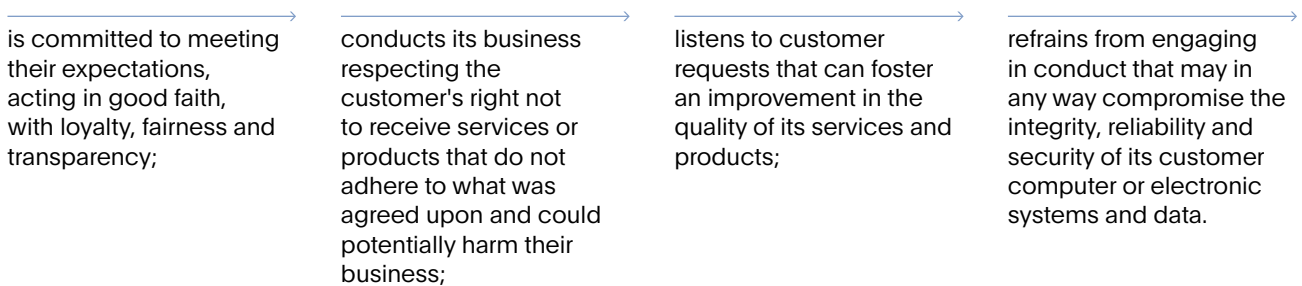 is committed to meeting
their expectations,
acting in good faith,
with loyalty, fairness and
transparency;
conducts its business
respecting the
customer's right not
to receive services or
products that do not
adhere to what was
agreed upon and could
potentially harm their
business;
listens to customer
requests that can foster
an improvement in the
quality of its services and
products;
refrains from engaging
in conduct that may in
any way compromise the
integrity, reliability and
security of its customer
computer or electronic
systems and data.